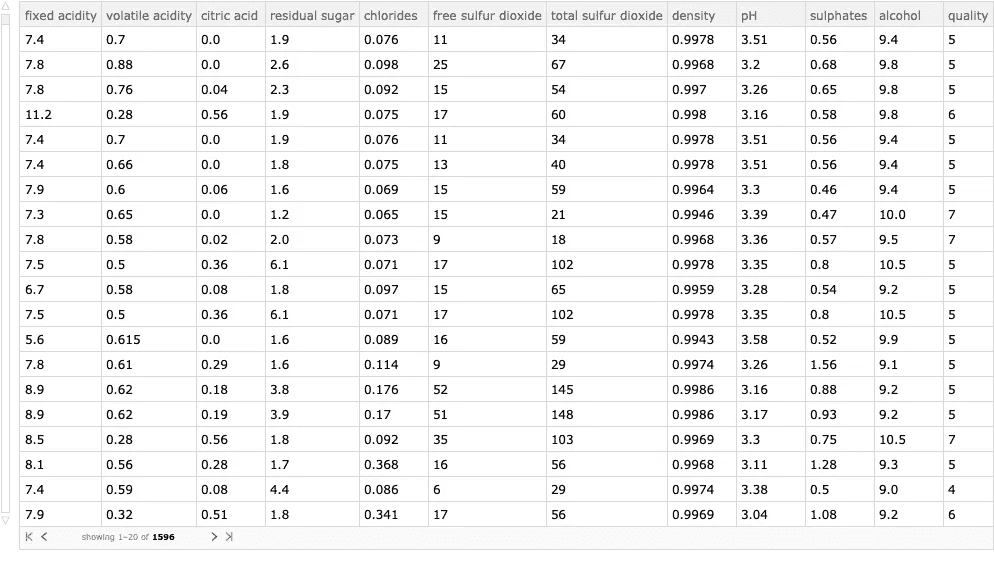 fixed acidity volatile acidity citric acid residual sugar chlorides free sulfur dioxide total sulfur dioxide density pH sulphates alcohol quality
7.4 0.7 0.0 1.9 0.076 11 34 0.9978 3.51 0.56 9.4 5
7.8 0.88 0.0 2.6 0.098 25 67 0.9968 3.2 0.68 9.8 5
7.8 0.76 0.04 2.3 0.092 15 54 0.997 3.26 0.65 9.8 5
11.2 0.28 0.56 1.9 0.075 17 60 0.998 3.16 0.58 9.8 6
7.4 0.7 0.0 1.9 0.076 11 34 0.9978 3.51 0.56 9.4 5
7.4 0.66 0.0 1.8 0.075 13 40 0.9978 3.51 0.56 9.4 5
7.9 0.6 0.06 1.6 0.069 15 59 0.9964 3.3 0.46 9.4 5
7.3 0.65 0.0 1.2 0.065 15 21 0.9946 3.39 0.47 10.0 7
7.8 0.58 0.02 2.0 0.073 9 18 0.9968 3.36 0.57 9.5 7
7.5 0.5 0.36 6.1 0.071 17 102 0.9978 3.35 0.8 10.5 5
6.7 0.58 0.08 1.8 0.097 15 65 0.9959 3.28 0.54 9.2 5
7.5 0.5 0.36 6.1 0.071 17 102 0.9978 3.35 0.8 10.5 5
5.6 0.615 0.0 1.6 0.089 16 59 0.9943 3.58 0.52 9.9 5
7.8 0.61 0.29 1.6 0.114 9 29 0.9974 3.26 1.56 9.1 5
8.9 0.62 0.18 3.8 0.176 52 145 0.9986 3.16 0.88 9.2 5
8.9 0.62 0.19 3.9 0.17 51 148 0.9986 3.17 0.93 9.2 5
8.5 0.28 0.56 1.8 0.092 35 103 0.9969 3.3 0.75 10.5 7
8.1 0.56 0.28 1.7 0.368 16 56 0.9968 3.11 1.28 9.3 5
7.4 0.59 0.08 4.4 0.086 6 29 0.9974 3.38 0.5 9.0 4
7.9 0.32 0.51 1.8 0.341 17 56 0.9969 3.04 1.08 9.2 6
showing 1–20 of 1596